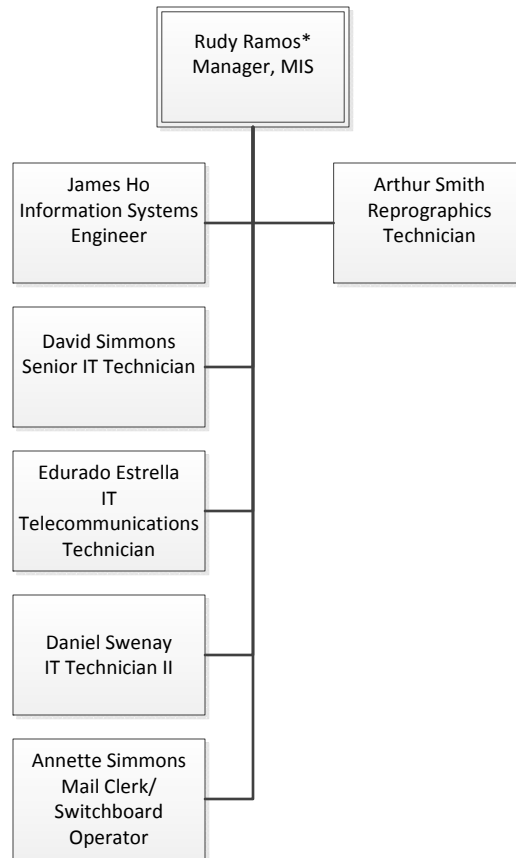 Rudy Ramos*
Manager, MIS
James Ho
Information Systems
Engineer
Arthur Smith
Reprographics
Technician
David Simmons
Senior IT Technician
Edurado Estrella
IT
Telecommunications
Technician
Daniel Swenay
IT Technician II
Annette Simmons
Mail Clerk/
Switchboard
Operator